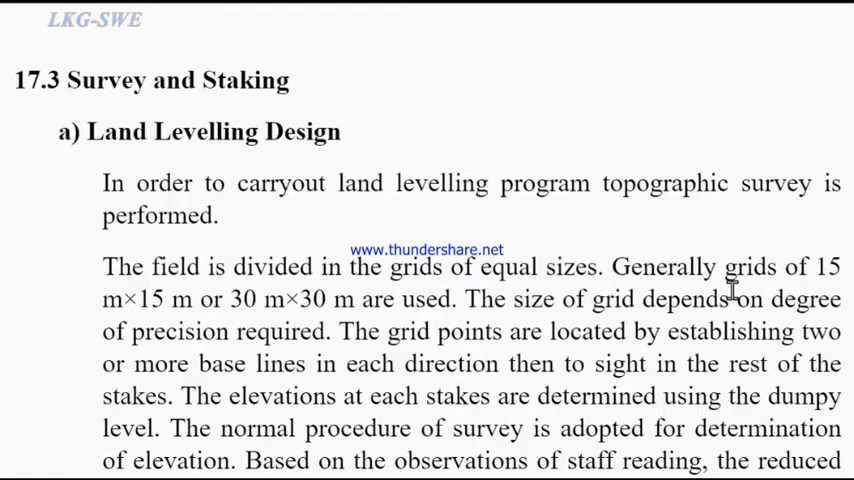 LKG-SWE
17.3 Survey and Staking
a) Land Levelling Design
In order to carryout land levelling program topographic survey is
performed.
www.thundershare.net
The field is divided in the grids of equal sizes. Generally grids of 15
m×15 m or 30 m×30 m are used. The size of grid depends on degree
of precision required. The grid points are located by establishing two
or more base lines in each direction then to sight in the rest of the
stakes. The elevations at each stakes are determined using the dumpy
level. The normal procedure of survey is adopted for determination
of elevation. Based on the observations of staff reading, the reduced